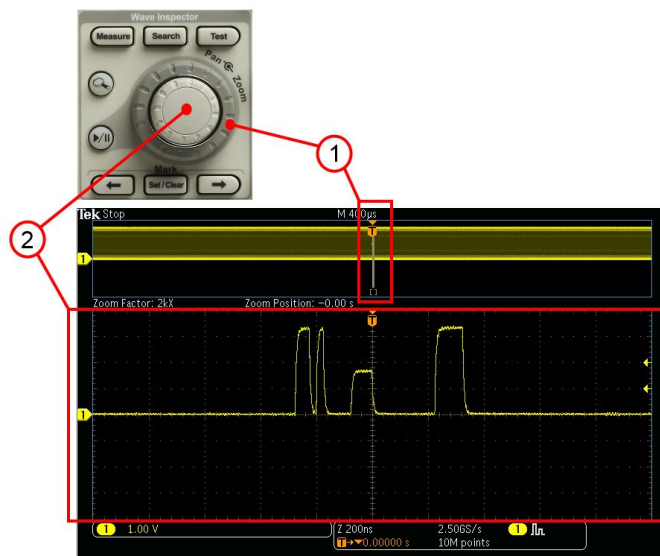 Wave Inspector
Measure Search Test
Pan Zoom
Mark
← Set/Clear →
1
2
Tek Stop M 400µs
T
1
Zoom Factor: 2kX Zoom Position: -0.00 s
T
1
1 1.00 V Z 200ns 2.50GS/s 1
T→▼0.00000 s 10M points